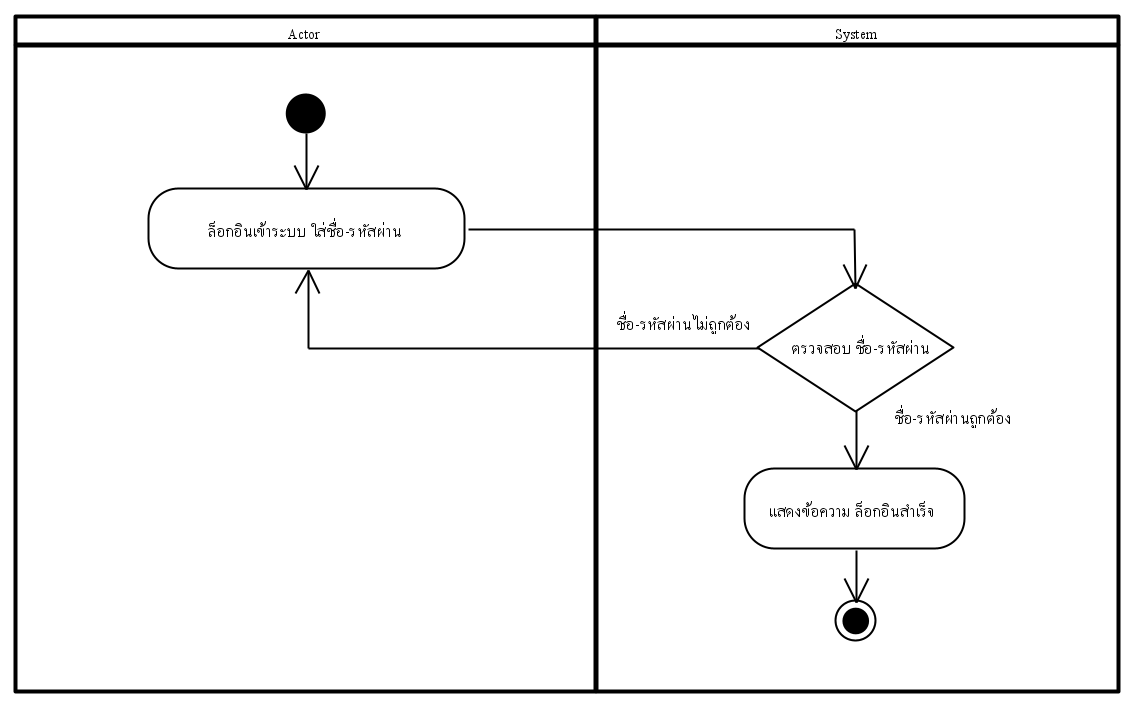 Actor
System
ล็อกอินเข้าระบบ ใส่ชื่อ-รหัสผ่าน
ชื่อ-รหัสผ่านไม่ถูกต้อง
ตรวจสอบ ชื่อ-รหัสผ่าน
ชื่อ-รหัสผ่านถูกต้อง
แสดงข้อความ ล็อกอินสำเร็จ